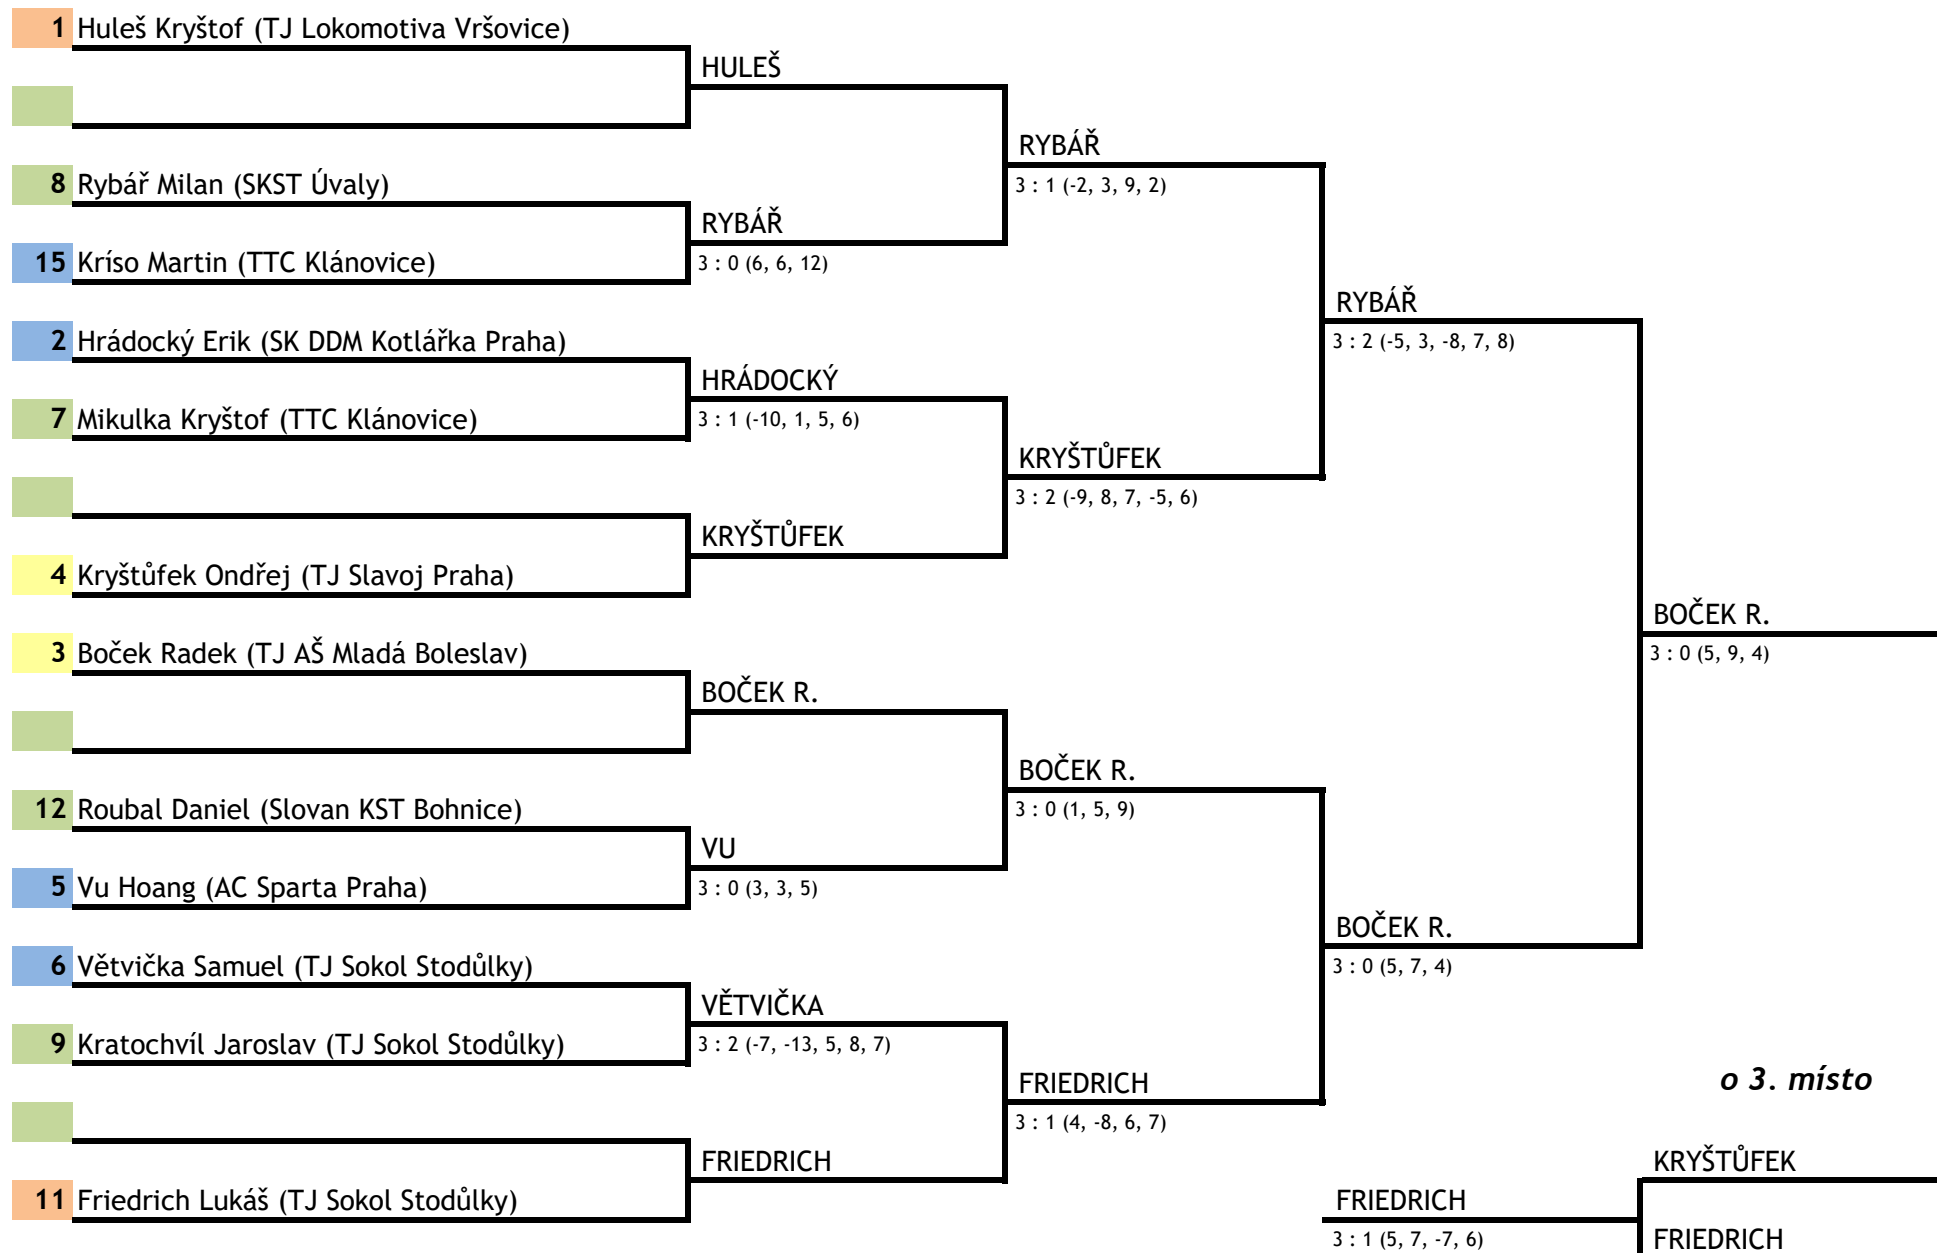 1 Huleš Kryštof (TJ Lokomotiva Vršovice)
HULEŠ
RYBÁŘ
8 Rybář Milan (SKST Úvaly)
3 : 1 (-2, 3, 9, 2)
RYBÁŘ
15 Kríso Martin (TTC Klánovice)
3 : 0 (6, 6, 12)
RYBÁŘ
2 Hrádocký Erik (SK DDM Kotlářka Praha)
3 : 2 (-5, 3, -8, 7, 8)
HRÁDOCKÝ
7 Mikulka Kryštof (TTC Klánovice)
3 : 1 (-10, 1, 5, 6)
KRYŠTŮFEK
3 : 2 (-9, 8, 7, -5, 6)
KRYŠTŮFEK
4 Kryštůfek Ondřej (TJ Slavoj Praha)
BOČEK R.
3 Boček Radek (TJ AŠ Mladá Boleslav)
3 : 0 (5, 9, 4)
BOČEK R.
BOČEK R.
12 Roubal Daniel (Slovan KST Bohnice)
3 : 0 (1, 5, 9)
VU
5 Vu Hoang (AC Sparta Praha)
3 : 0 (3, 3, 5)
BOČEK R.
6 Větvička Samuel (TJ Sokol Stodůlky)
3 : 0 (5, 7, 4)
VĚTVIČKA
9 Kratochvíl Jaroslav (TJ Sokol Stodůlky)
3 : 2 (-7, -13, 5, 8, 7)
FRIEDRICH
o 3. místo
3 : 1 (4, -8, 6, 7)
FRIEDRICH
KRYŠTŮFEK
11 Friedrich Lukáš (TJ Sokol Stodůlky)
FRIEDRICH
3 : 1 (5, 7, -7, 6)
FRIEDRICH